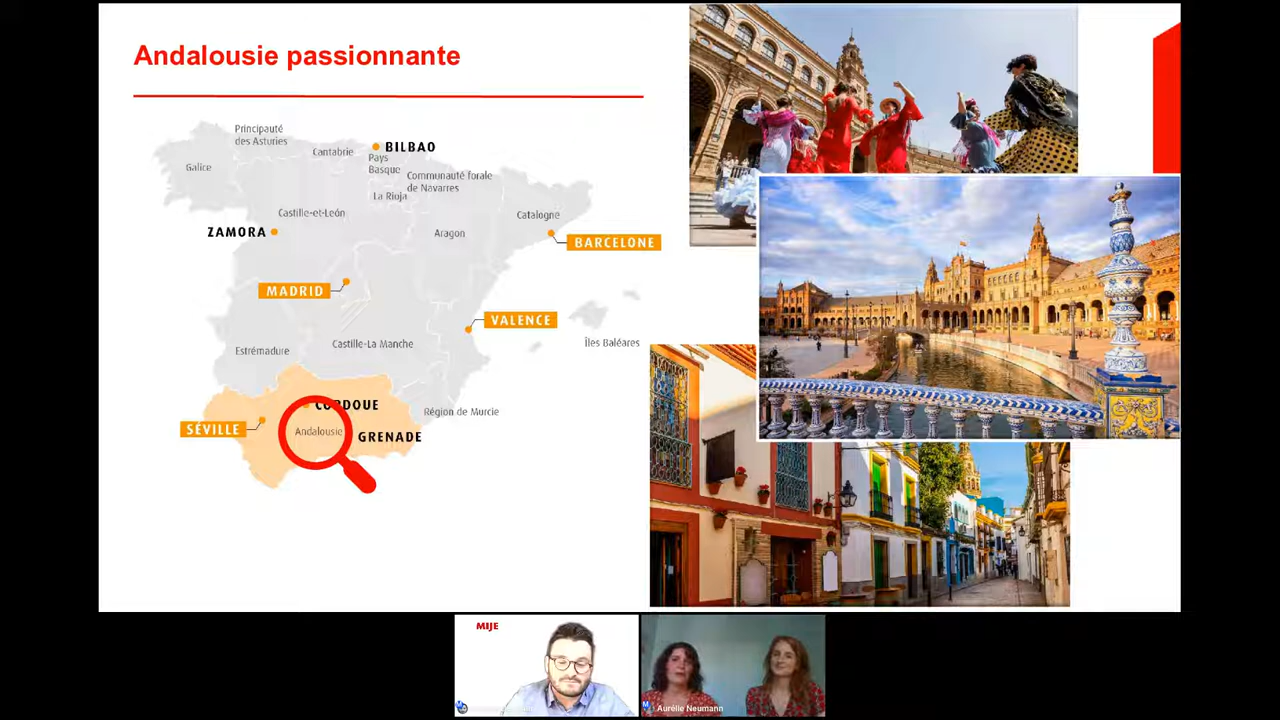 Andalousie passionnante
Principauté
des Asturies
Cantabrie
BILBAO
Galice
Pays
Basque
Communauté forale
de Navarres
La Rioja
Castille-et-León
Catalogne
ZAMORA
Aragon
BARCELONE
MADRID
VALENCE
Îles Baléares
Estrémadure
Castille-La Manche
CORDOUE
Région de Murcie
SÉVILLE
Andalousie
GRENADE
MIJE
Aurélie Neumann